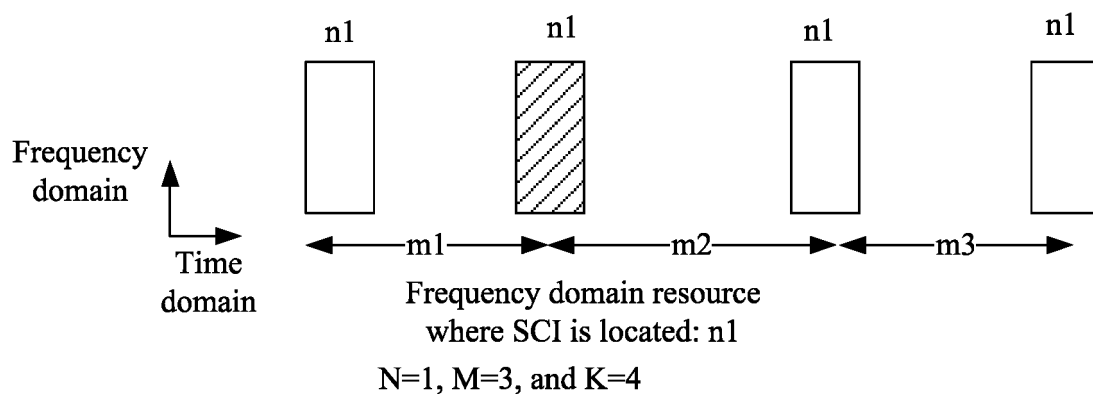 n1
n1
n1
n1
Frequency
domain
Time
domain
m1
m2
m3
Frequency domain resource
where SCI is located: n1
N=1, M=3, and K=4